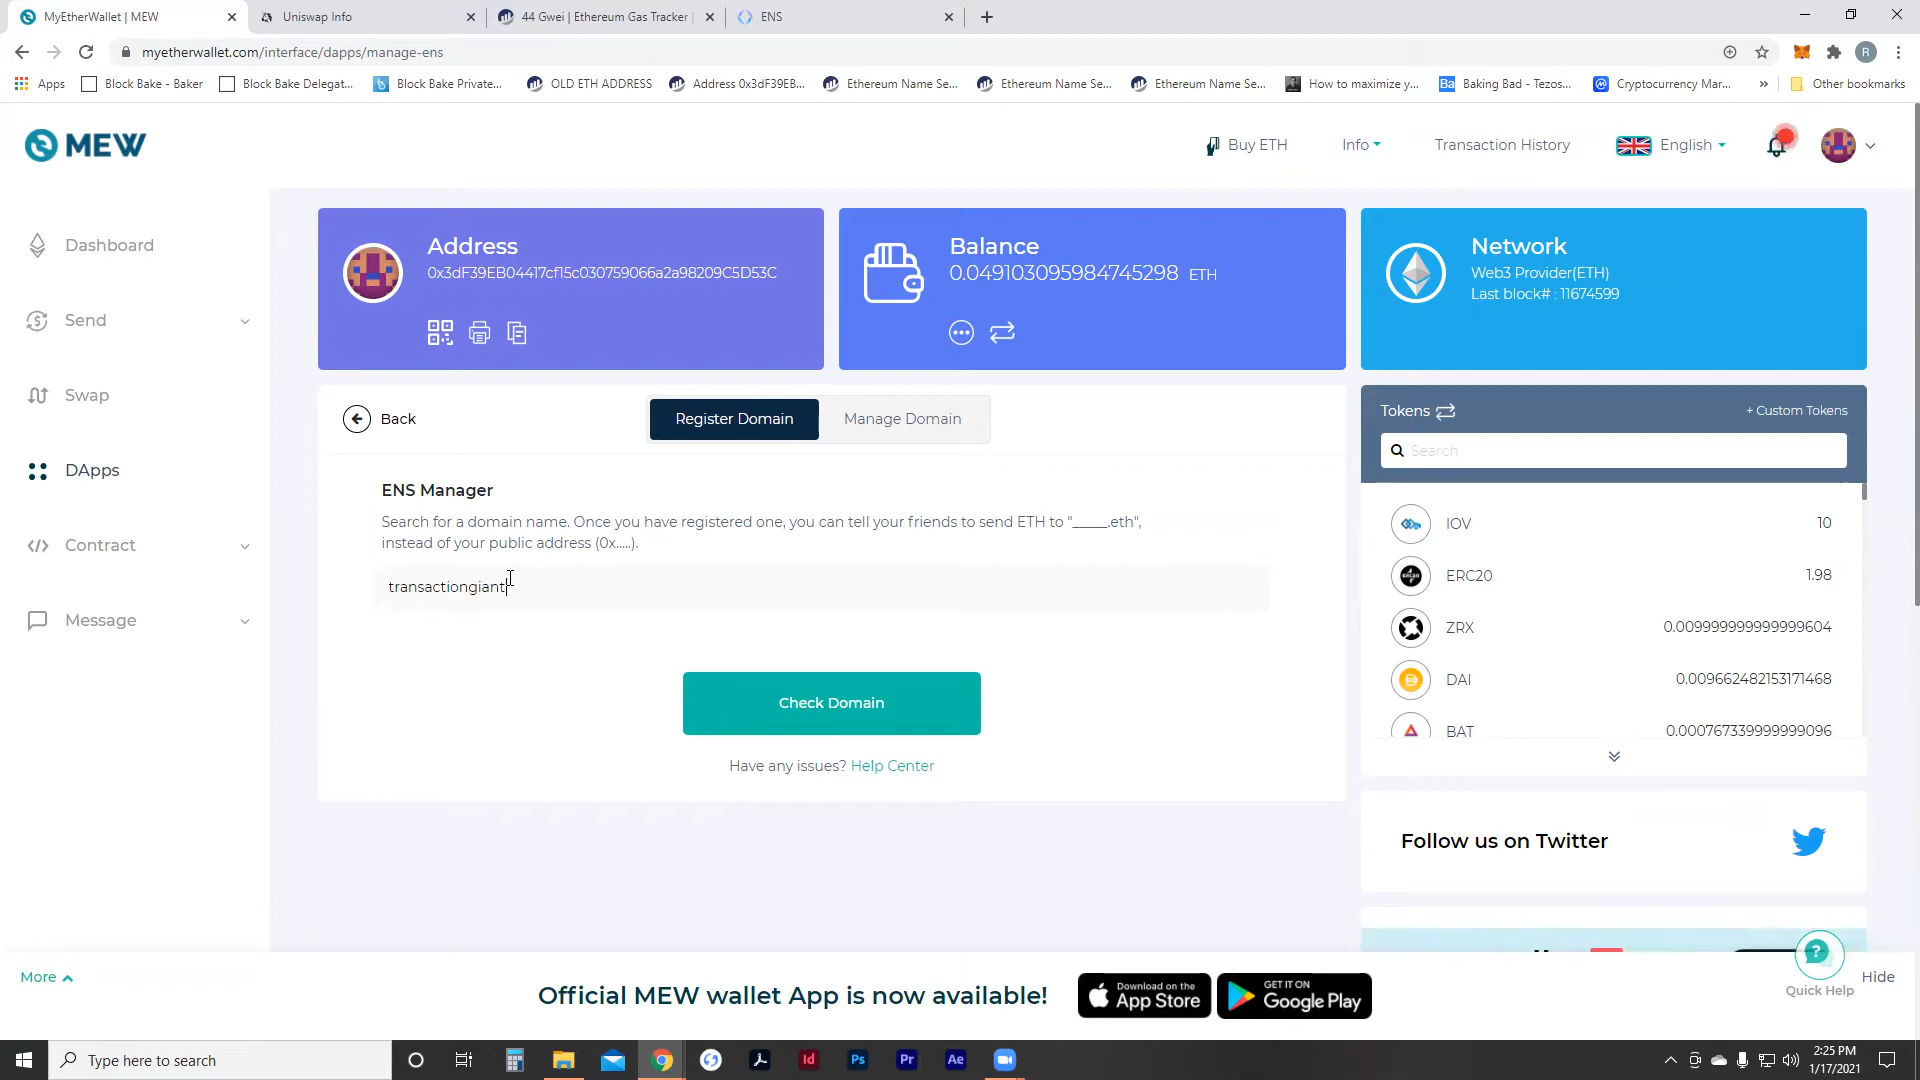 MyEtherWallet | MEW
Uniswap Info
44 Gwei | Ethereum Gas Tracker |
ENS
myetherwallet.com/interface/dapps/manage-ens
R
Apps
Block Bake - Baker
Block Bake Delegat...
Block Bake Private...
OLD ETH ADDRESS
Address 0x3dF39EB...
Ethereum Name Se...
Ethereum Name Se...
Ethereum Name Se...
How to maximize y...
Ba Baking Bad - Tezos...
Cryptocurrency Mar...
»
Other bookmarks
MEW
Buy ETH
Info
Transaction History
English
Dashboard
Send
Swap
DApps
Contract
Message
Address
0x3dF39EB04417cf15c030759066a2a98209C5D53C
Balance
0.049103095984745298 ETH
Network
Web3 Provider(ETH)
Last block# : 11674599
Back
Register Domain
Manage Domain
ENS Manager
Search for a domain name. Once you have registered one, you can tell your friends to send ETH to "_____.eth",
instead of your public address (0x.....).
transactiongiant
Check Domain
Have any issues? Help Center
Tokens
+ Custom Tokens
Search
IOV 10
ERC20 1.98
ZRX 0.009999999999999604
DAI 0.009662482153171468
BAT 0.000767339999999096
Follow us on Twitter
More
Official MEW wallet App is now available!
Download on the
App Store
GET IT ON
Google Play
?
Quick Help
Hide
Type here to search
Id
Ps
Pr
Ae
2:25 PM
1/17/2021